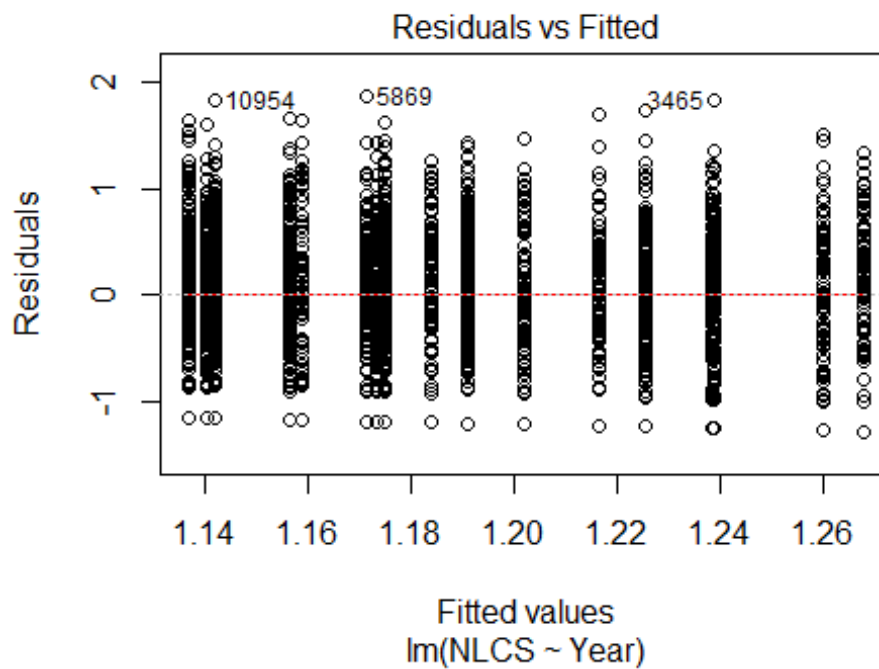 Residuals vs Fitted
Residuals
2
1
0
-1
10954
5869
3465
1.14 1.16 1.18 1.20 1.22 1.24 1.26
Fitted values
lm(NLCS ~ Year)